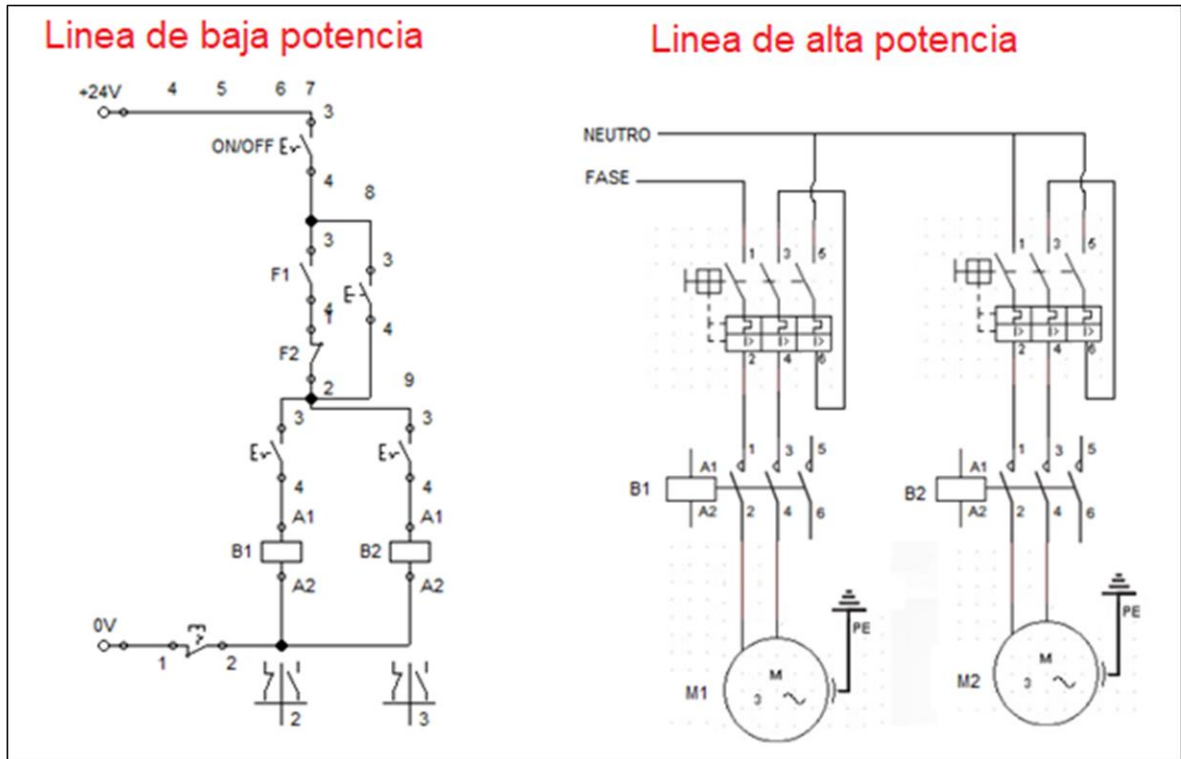 Linea de baja potencia
Linea de alta potencia
+24V 4 5 6 7
3
ON/OFF
4
8
3
F1
4
3
4
1
F2
2
9
3 3
4 4
A1 A1
B1 B2
A2 A2
0V
1 2
2 3
NEUTRO
FASE
1 3 5
2 4 6
1 3 5
A1
B1
A2
2 4 6
M
3
M1
PE
1 3 5
2 4 6
1 3 5
A1
B2
A2
2 4 6
M
3
M2
PE